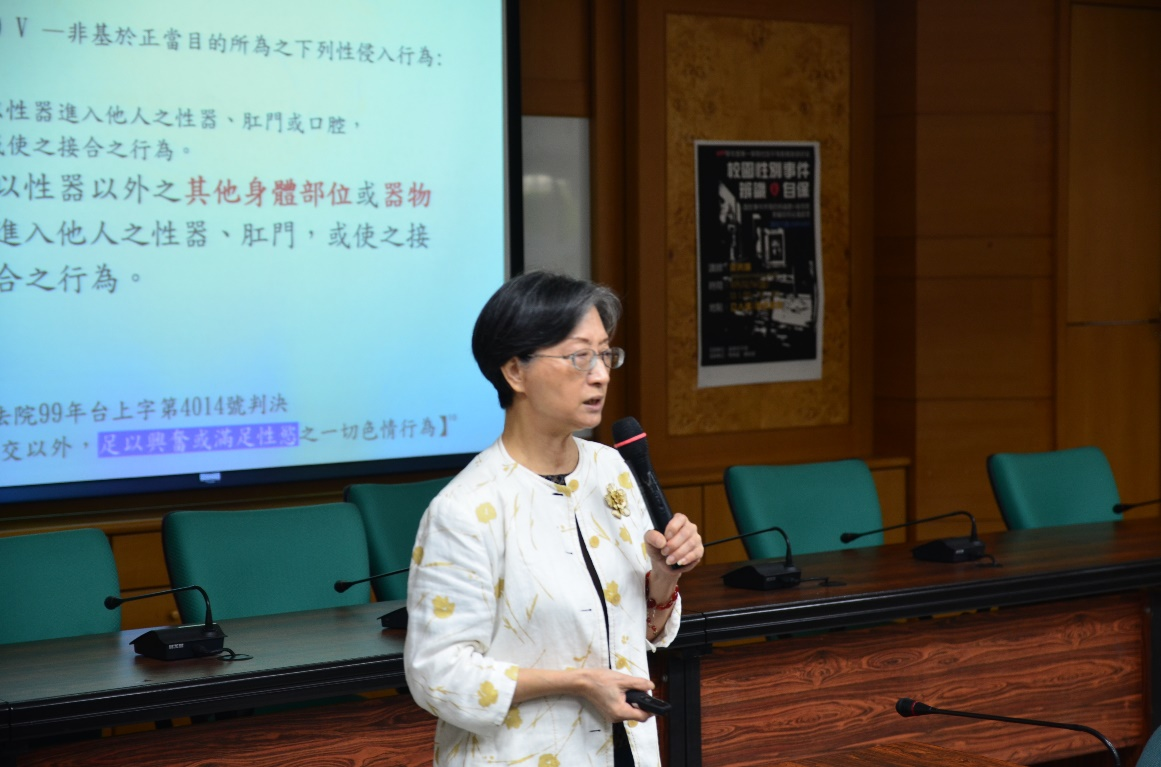 V —非基於正當目的所為之下列性侵入行為:
性器進入他人之性器、肛門或口腔，
使之接合之行為。
以性器以外之其他身體部位或器物
進入他人之性器、肛門，或使之接
合之行為。
法院99年台上字第4014號判決
交以外，足以興奮或滿足性慾之一切色情行為】
校園性別事件
辨識 自保